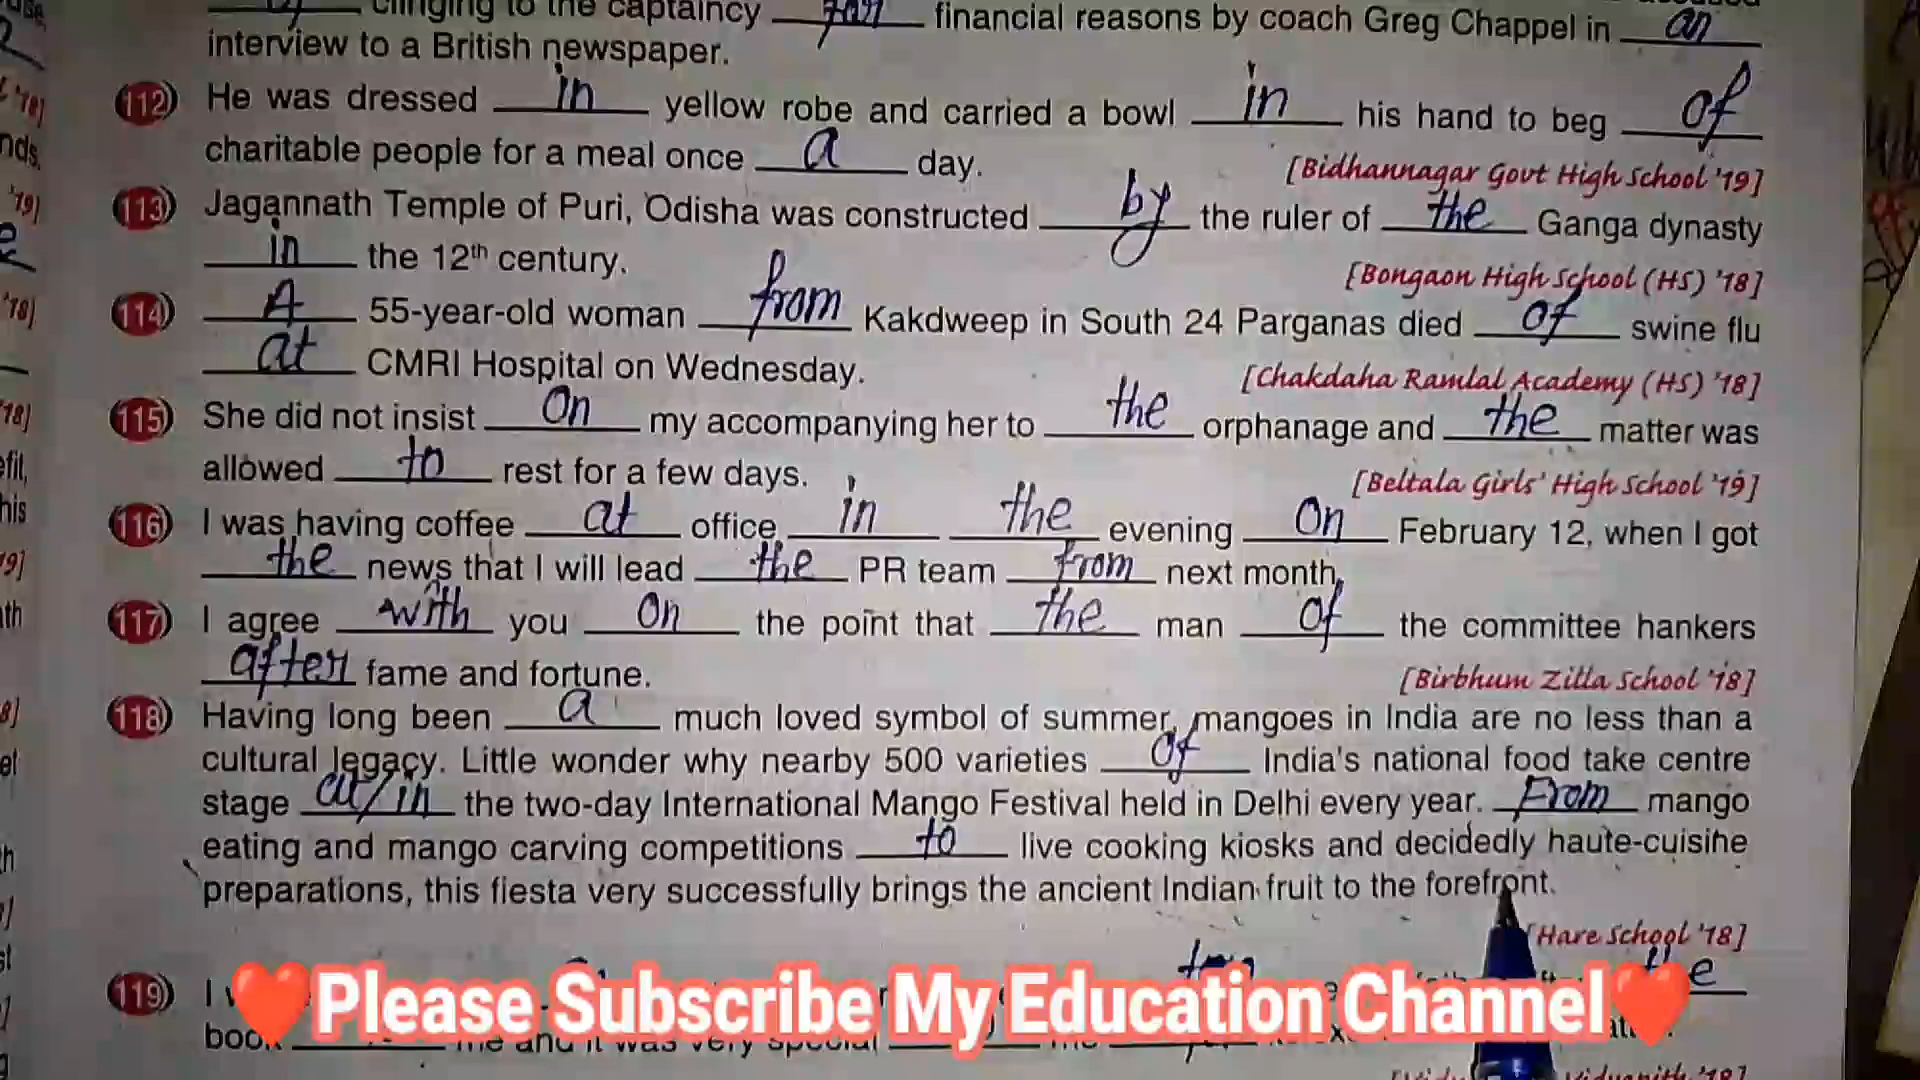 clinging to the captaincy for financial reasons by coach Greg Chappel in an
interview to a British newspaper.
112 He was dressed in yellow robe and carried a bowl in his hand to beg of
charitable people for a meal once a day. [Bidhannagar Govt High School '19]
113 Jagannath Temple of Puri, Odisha was constructed by the ruler of the Ganga dynasty
in the 12th century. [Bongaon High School (HS) '18]
114 A 55-year-old woman from Kakdweep in South 24 Parganas died of swine flu
at CMRI Hospital on Wednesday. [Chakdaha Ramlal Academy (HS) '18]
115 She did not insist on my accompanying her to the orphanage and the matter was
allowed to rest for a few days. [Beltala Girls' High School '19]
116 I was having coffee at office in the evening on February 12, when I got
the news that I will lead the PR team from next month.
117 I agree with you on the point that the man of the committee hankers
after fame and fortune. [Birbhum Zilla School '18]
118 Having long been a much loved symbol of summer, mangoes in India are no less than a
cultural legacy. Little wonder why nearby 500 varieties of India's national food take centre
stage at/in the two-day International Mango Festival held in Delhi every year. From mango
eating and mango carving competitions to live cooking kiosks and decidedly haute-cuisine
preparations, this fiesta very successfully brings the ancient Indian fruit to the forefront.
[Hare School '18]
119 I the
❤Please Subscribe My Education Channel❤
book me and it was very special